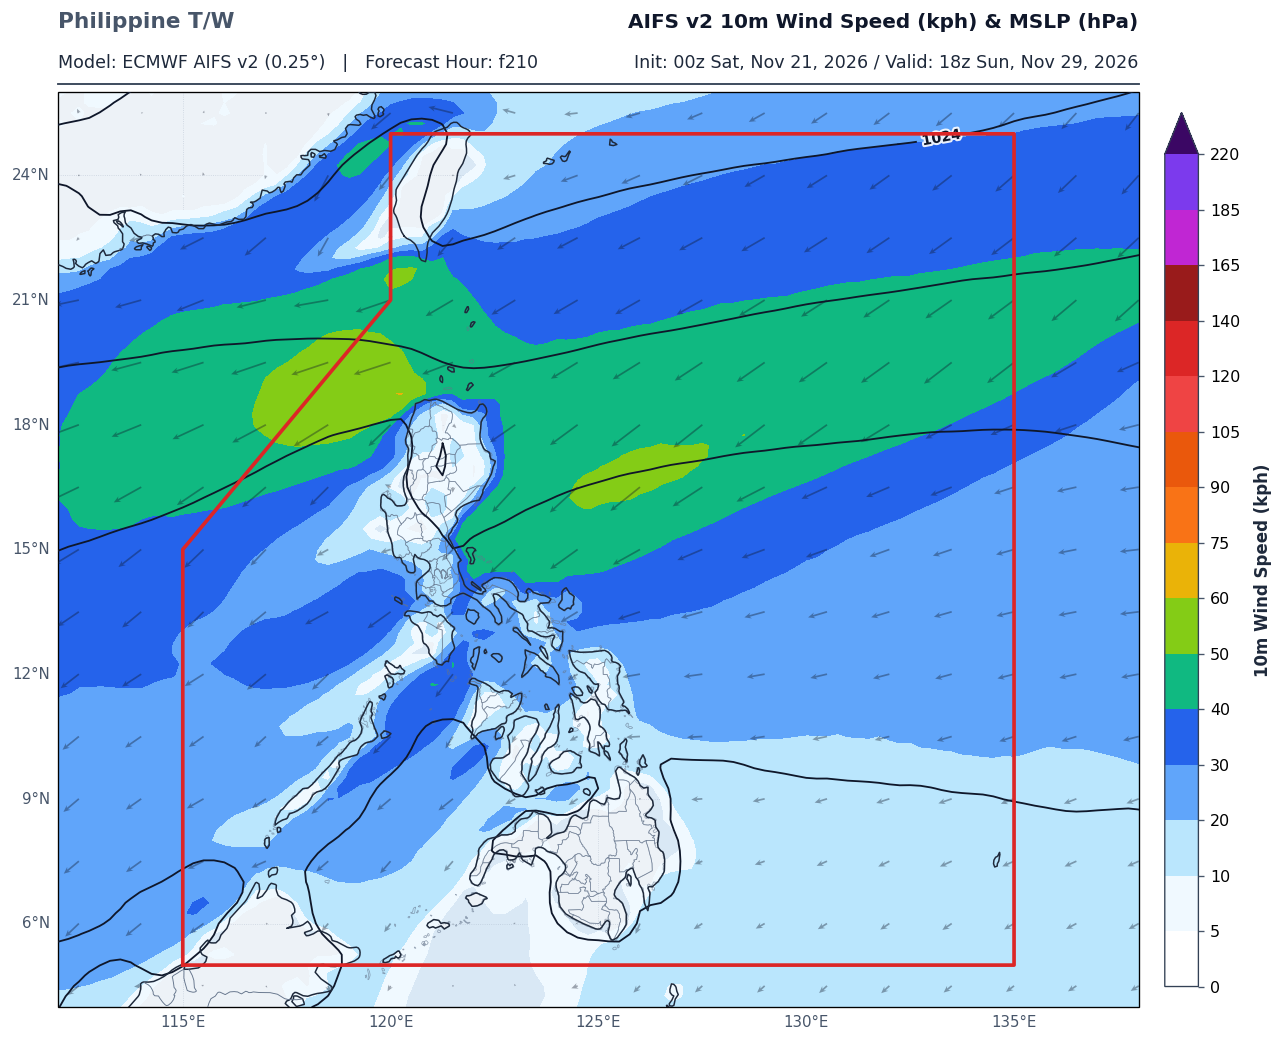 Philippine T/W
AIFS v2 10m Wind Speed (kph) & MSLP (hPa)
Model: ECMWF AIFS v2 (0.25°)   |   Forecast Hour: f210
Init: 00z Sat, Nov 21, 2026 / Valid: 18z Sun, Nov 29, 2026
1024
24°N
21°N
18°N
15°N
12°N
9°N
6°N
115°E
120°E
125°E
130°E
135°E
220
185
165
140
120
105
90
75
60
50
40
30
20
10
5
0
10m Wind Speed (kph)